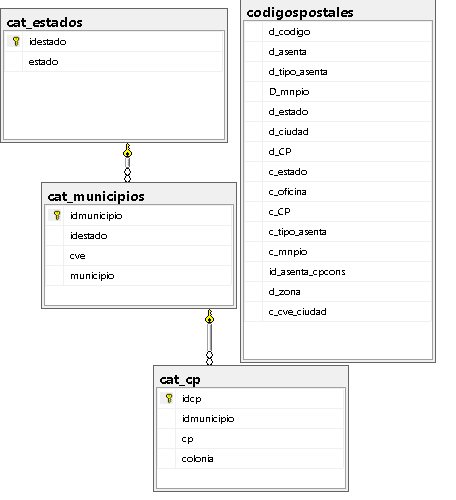 cat_estados
idestado
estado
codigospostales
d_codigo
d_asenta
d_tipo_asenta
D_mnpio
d_estado
d_ciudad
d_CP
c_estado
c_oficina
c_CP
c_tipo_asenta
c_mnpio
id_asenta_cpcons
d_zona
c_cve_ciudad
cat_municipios
idmunicipio
idestado
cve
municipio
cat_cp
idcp
idmunicipio
cp
colonia